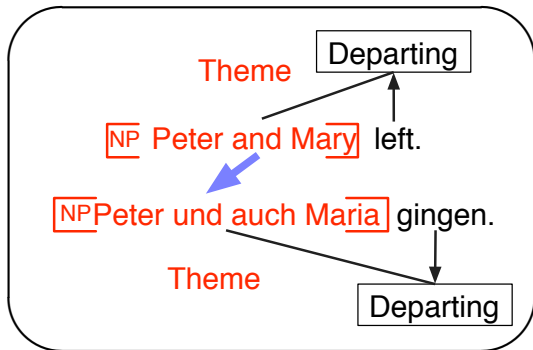 Departing
Theme
NP Peter and Mary left.
NP Peter und auch Maria gingen.
Theme
Departing